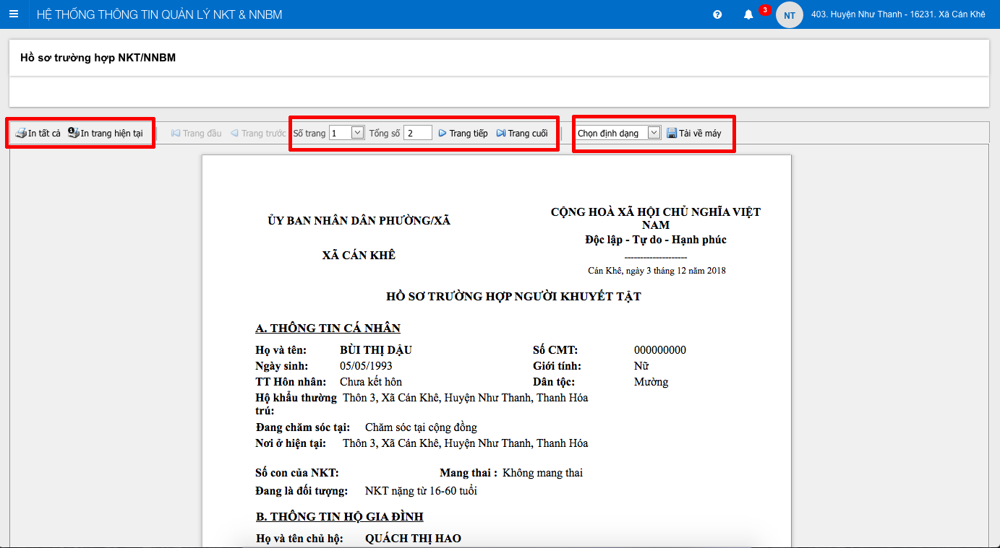 HỆ THỐNG THÔNG TIN QUẢN LÝ NKT & NNBM
3
NT
403. Huyện Như Thanh - 16231. Xã Cán Khê
Hồ sơ trường hợp NKT/NNBM
In tất cả 1 In trang hiện tại Trang đầu Trang trước Số trang 1 Tổng số 2 Trang tiếp Trang cuối Chọn định dạng Tải về máy
ỦY BAN NHÂN DÂN PHƯỜNG/XÃ
XÃ CÁN KHÊ
CỘNG HOÀ XÃ HỘI CHỦ NGHĨA VIỆT
NAM
Độc lập - Tự do - Hạnh phúc
--------------------
Cán Khê, ngày 3 tháng 12 năm 2018
HỒ SƠ TRƯỜNG HỢP NGƯỜI KHUYẾT TẬT
A. THÔNG TIN CÁ NHÂN
Họ và tên: BÙI THỊ DẬU Số CMT: 000000000
Ngày sinh: 05/05/1993 Giới tính: Nữ
TT Hôn nhân: Chưa kết hôn Dân tộc: Mường
Hộ khẩu thường Thôn 3, Xã Cán Khê, Huyện Như Thanh, Thanh Hóa
trú:
Đang chăm sóc tại: Chăm sóc tại cộng đồng
Nơi ở hiện tại: Thôn 3, Xã Cán Khê, Huyện Như Thanh, Thanh Hóa
Số con của NKT: Mang thai : Không mang thai
Đang là đối tượng: NKT nặng từ 16-60 tuổi
B. THÔNG TIN HỘ GIA ĐÌNH
Họ và tên chủ hộ: QUÁCH THỊ HAO